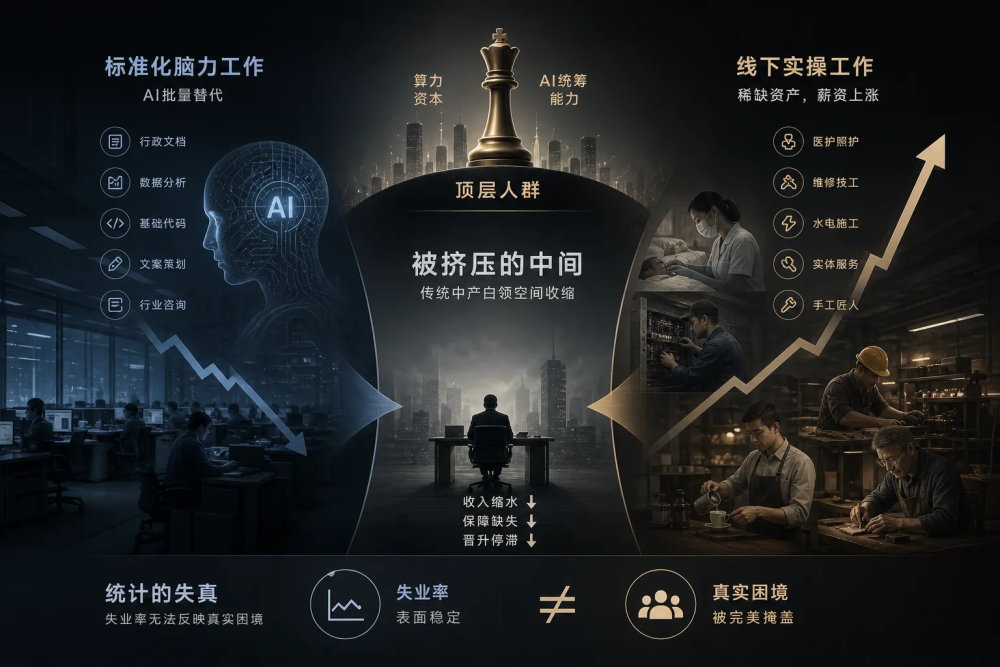 标准化脑力工作
AI批量替代
行政文档
数据分析
基础代码
文案策划
行业咨询
AI
算力
资本
AI统筹
能力
顶层人群
被挤压的中间
传统中产白领空间收缩
收入缩水
保障缺失
晋升停滞
线下实操工作
稀缺资产，薪资上涨
医护照护
维修技工
水电施工
实体服务
手工匠人
统计的失真
失业率无法反映真实困境
失业率
表面稳定
≠
真实困境
被完美掩盖